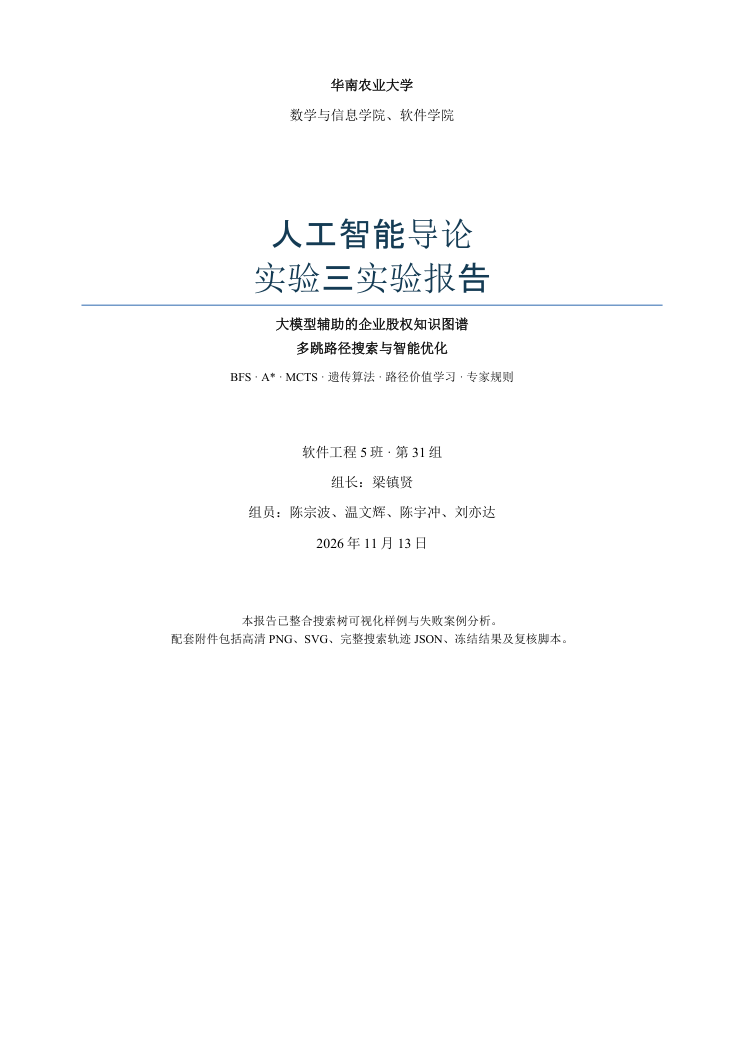 华南农业大学
数学与信息学院、软件学院
人工智能导论
实验三实验报告
大模型辅助的企业股权知识图谱
多跳路径搜索与智能优化
BFS · A* · MCTS · 遗传算法 · 路径价值学习 · 专家规则
软件工程 5 班 · 第 31 组
组长：梁镇贤
组员：陈宗波、温文辉、陈宇冲、刘亦达
2026 年 11 月 13 日
本报告已整合搜索树可视化样例与失败案例分析。
配套附件包括高清 PNG、SVG、完整搜索轨迹 JSON、冻结结果及复核脚本。